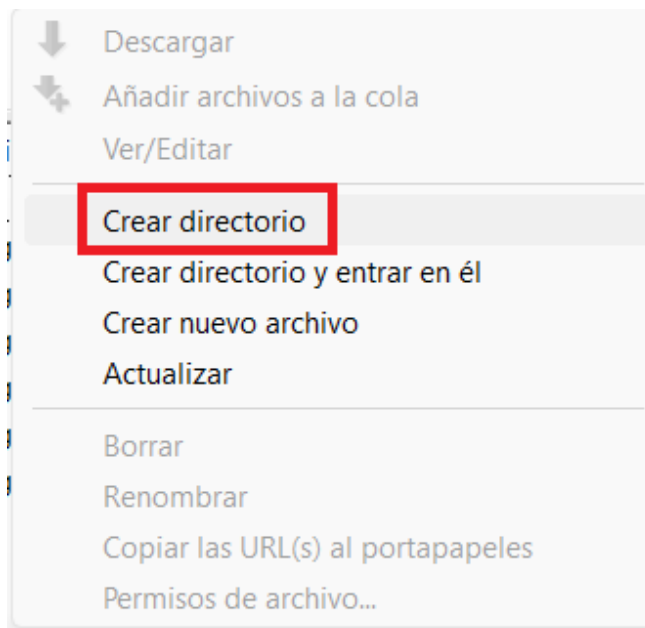 Descargar
Añadir archivos a la cola
Ver/Editar
Crear directorio
Crear directorio y entrar en él
Crear nuevo archivo
Actualizar
Borrar
Renombrar
Copiar las URL(s) al portapapeles
Permisos de archivo...